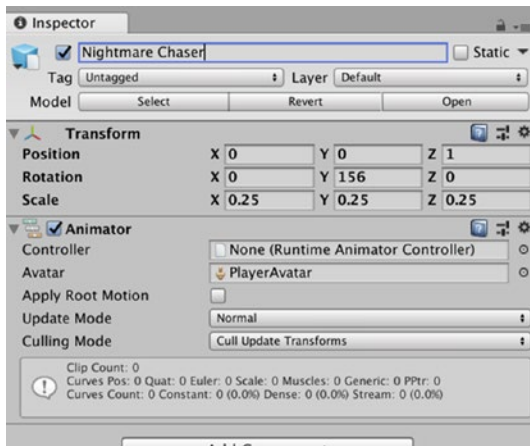 Inspector
Nightmare Chaser Static
Tag Untagged Layer Default
Model Select Revert Open
Transform
Position X 0 Y 0 Z 1
Rotation X 0 Y 156 Z 0
Scale X 0.25 Y 0.25 Z 0.25
Animator
Controller None (Runtime Animator Controller)
Avatar PlayerAvatar
Apply Root Motion
Update Mode Normal
Culling Mode Cull Update Transforms
Clip Count: 0
Curves Pos: 0 Quat: 0 Euler: 0 Scale: 0 Muscles: 0 Generic: 0 PPtr: 0
Curves Count: 0 Constant: 0 (0.0%) Dense: 0 (0.0%) Stream: 0 (0.0%)